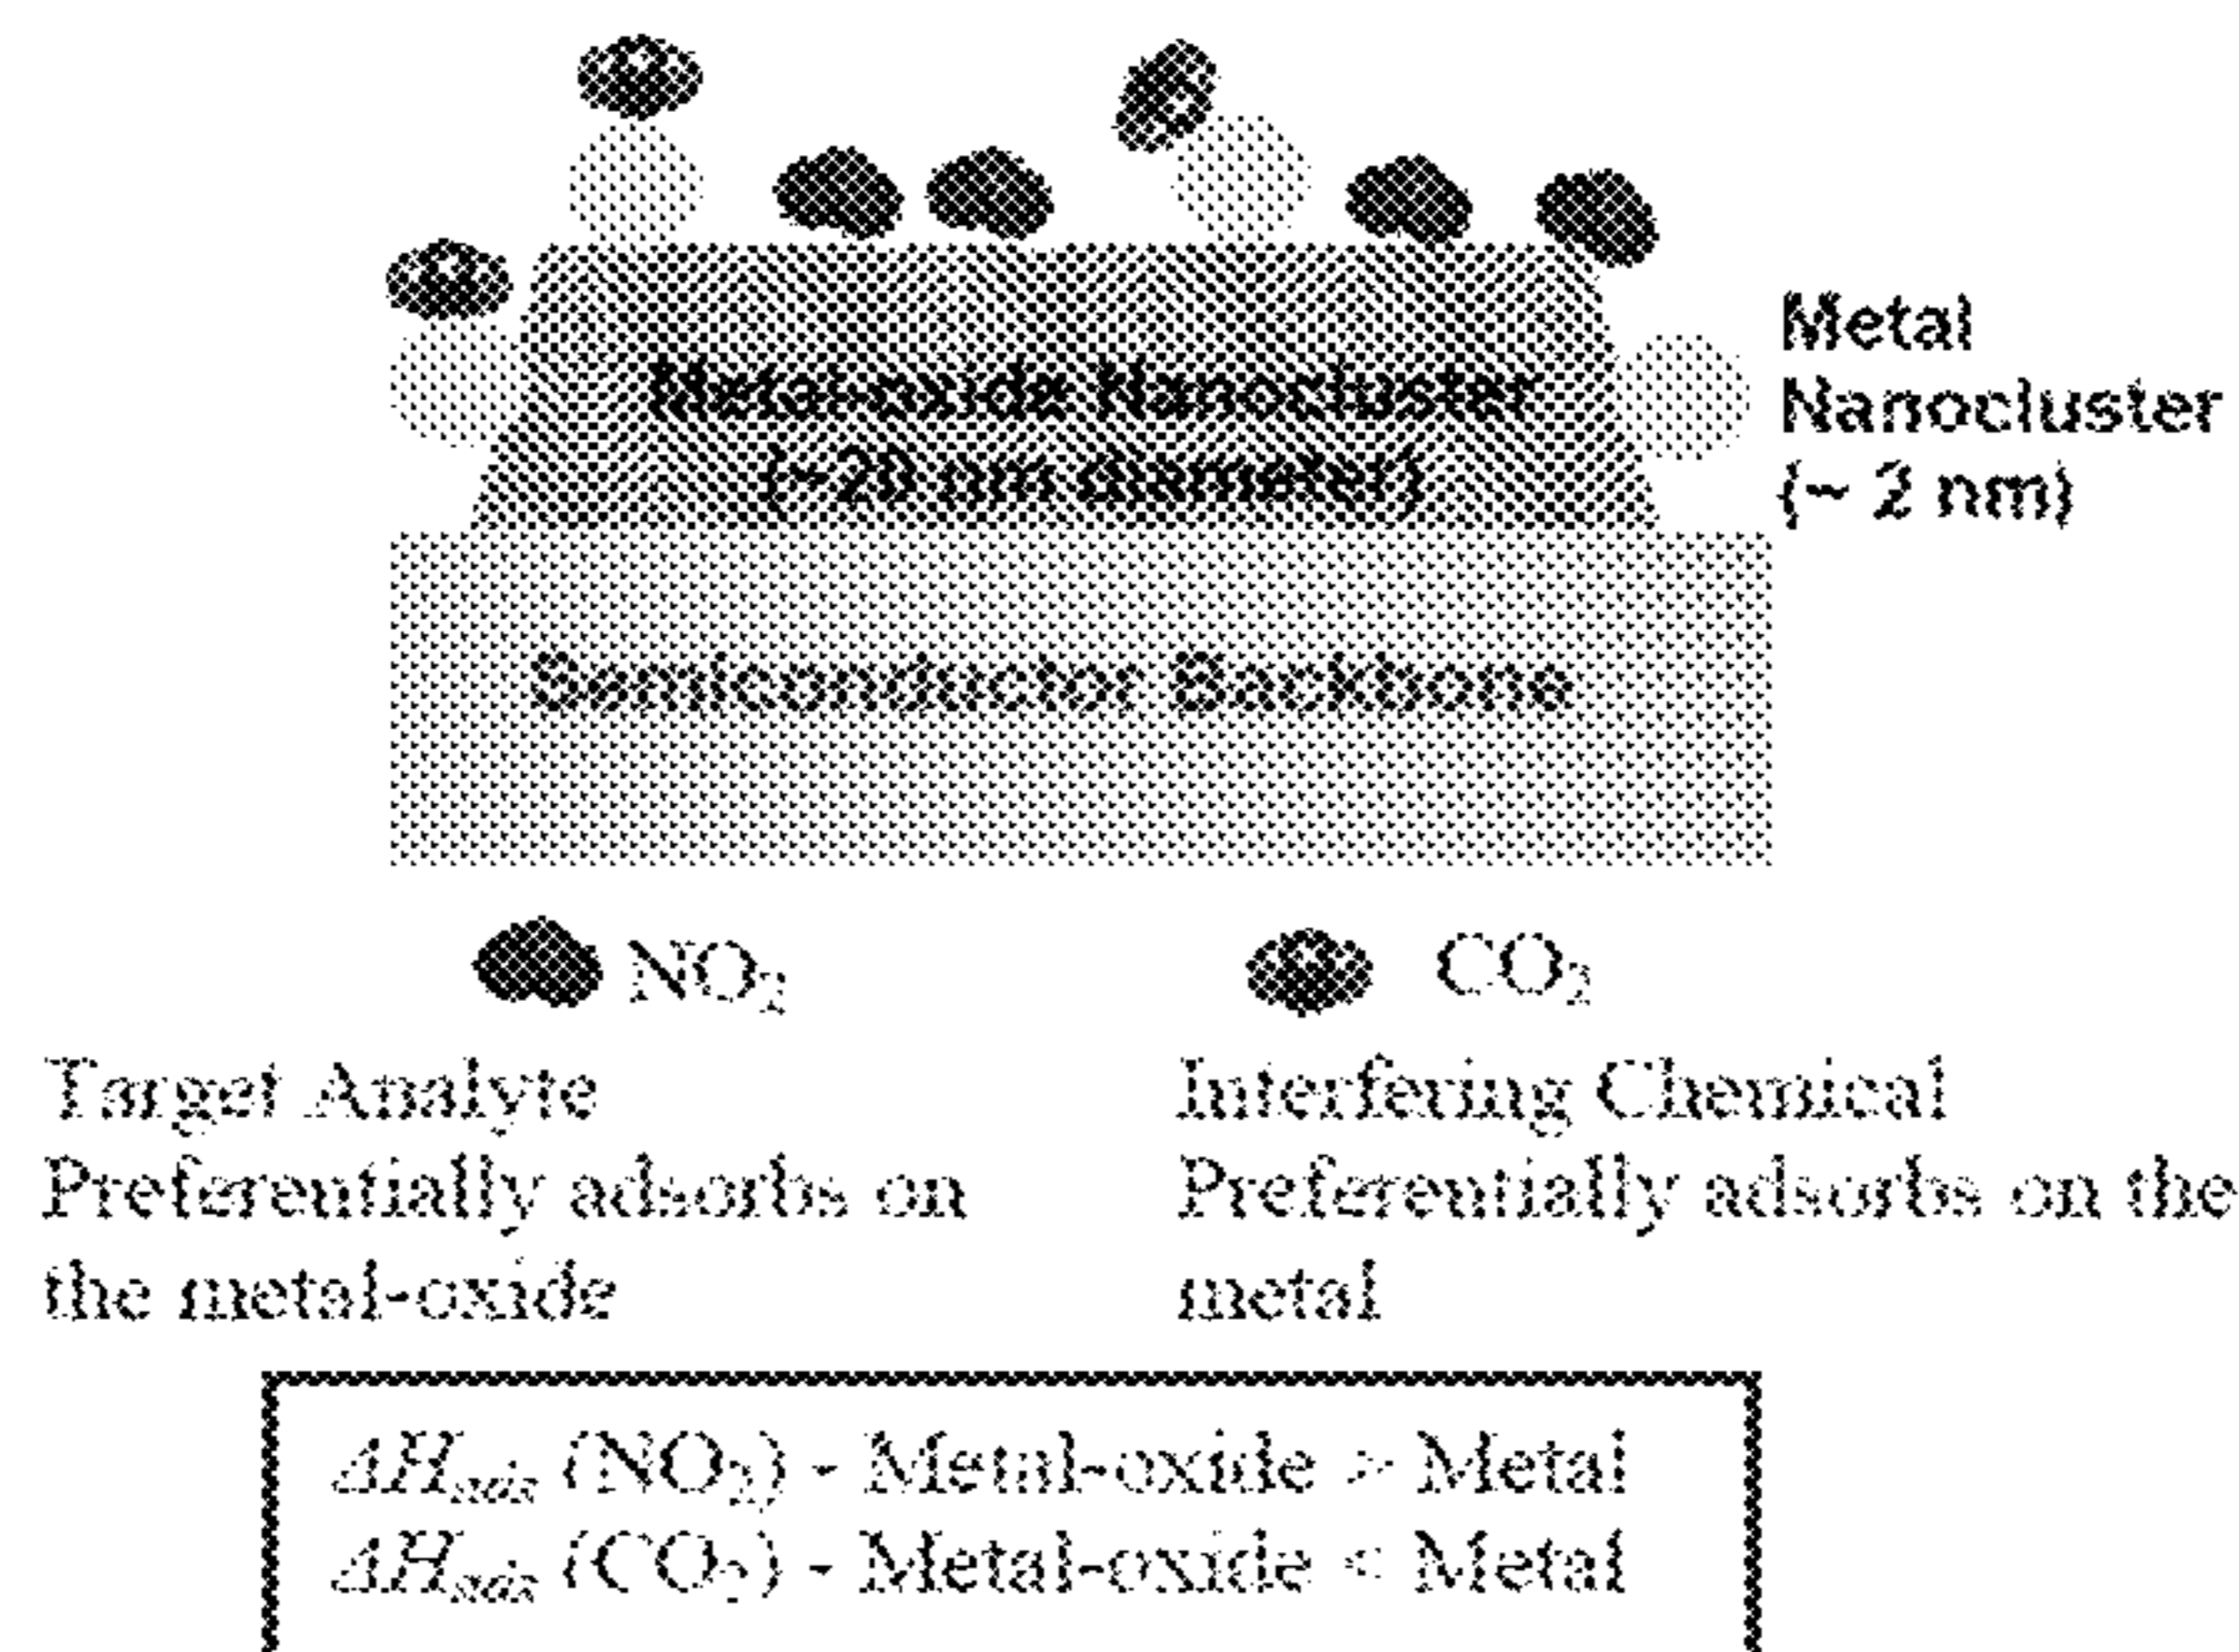 Metal
Nanocluster
(~ 2 nm)
Metal-oxide Nanocluster
(~20 nm diameter)
Semiconductor Backbone
NO₂
CO₂
Target Analyte
Preferentially adsorbs on
the metal-oxide
Interfering Chemical
Preferentially adsorbs on the
metal
ΔHₐdₛ (NO₂) - Metal-oxide > Metal
ΔHₐdₛ (CO₂) - Metal-oxide < Metal